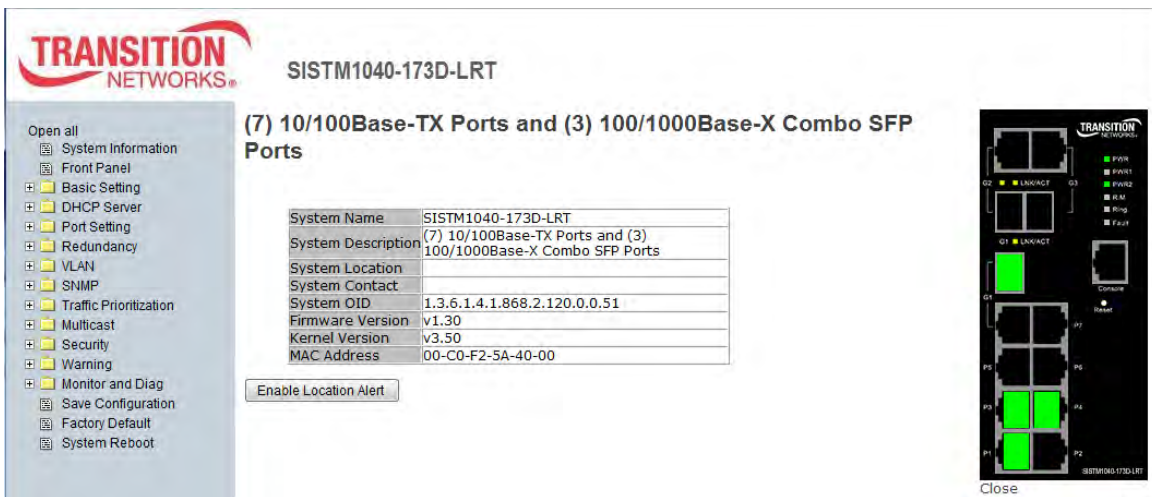 TRANSITION
NETWORKS®
SISTM1040-173D-LRT
Open all
System Information
Front Panel
Basic Setting
DHCP Server
Port Setting
Redundancy
VLAN
SNMP
Traffic Prioritization
Multicast
Security
Warning
Monitor and Diag
Save Configuration
Factory Default
System Reboot
(7) 10/100Base-TX Ports and (3) 100/1000Base-X Combo SFP
Ports
System Name SISTM1040-173D-LRT
System Description (7) 10/100Base-TX Ports and (3)
100/1000Base-X Combo SFP Ports
System Location
System Contact
System OID 1.3.6.1.4.1.868.2.120.0.0.51
Firmware Version v1.30
Kernel Version v3.50
MAC Address 00-C0-F2-5A-40-00
Enable Location Alert
TRANSITION
NETWORKS.
PWR
PWR1
PWR2
R.M
Ring
Fault
G2 LNK/ACT G3
G1 LNK/ACT
G1
Console
Reset
P7
P5 P6
P3 P4
P1 P2
SISTM1040-173D-LRT
Close